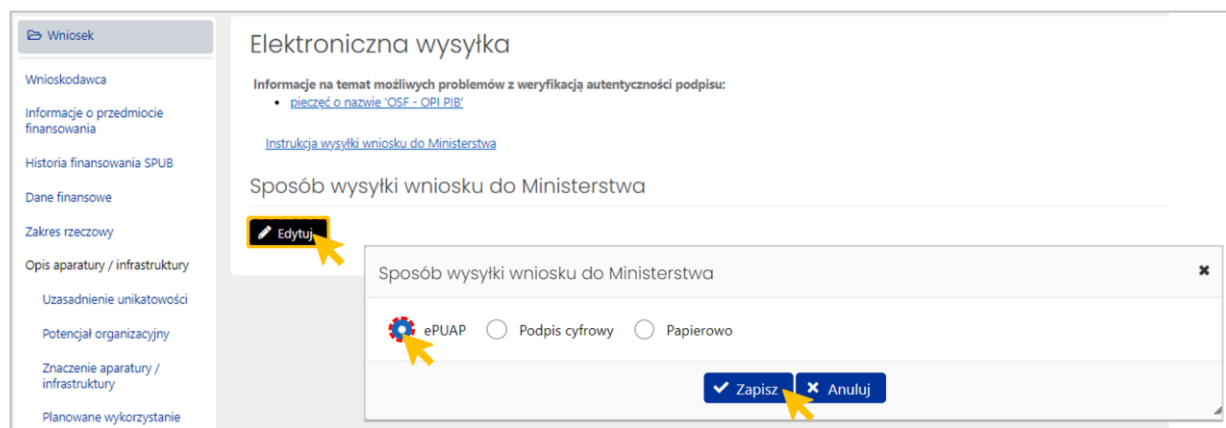 Wniosek
Wnioskodawca
Informacje o przedmiocie
finansowania
Historia finansowania SPUB
Dane finansowe
Zakres rzeczowy
Opis aparatury / infrastruktury
Uzasadnienie unikatowości
Potencjał organizacyjny
Znaczenie aparatury /
infrastruktury
Planowane wykorzystanie
Elektroniczna wysyłka
Informacje na temat możliwych problemów z weryfikacją autentyczności podpisu:
pieczęć o nazwie 'OSF - OPI PIB'
Instrukcja wysyłki wniosku do Ministerstwa
Sposób wysyłki wniosku do Ministerstwa
Edytuj
Sposób wysyłki wniosku do Ministerstwa
ePUAP Podpis cyfrowy Papierowo
Zapisz Anuluj